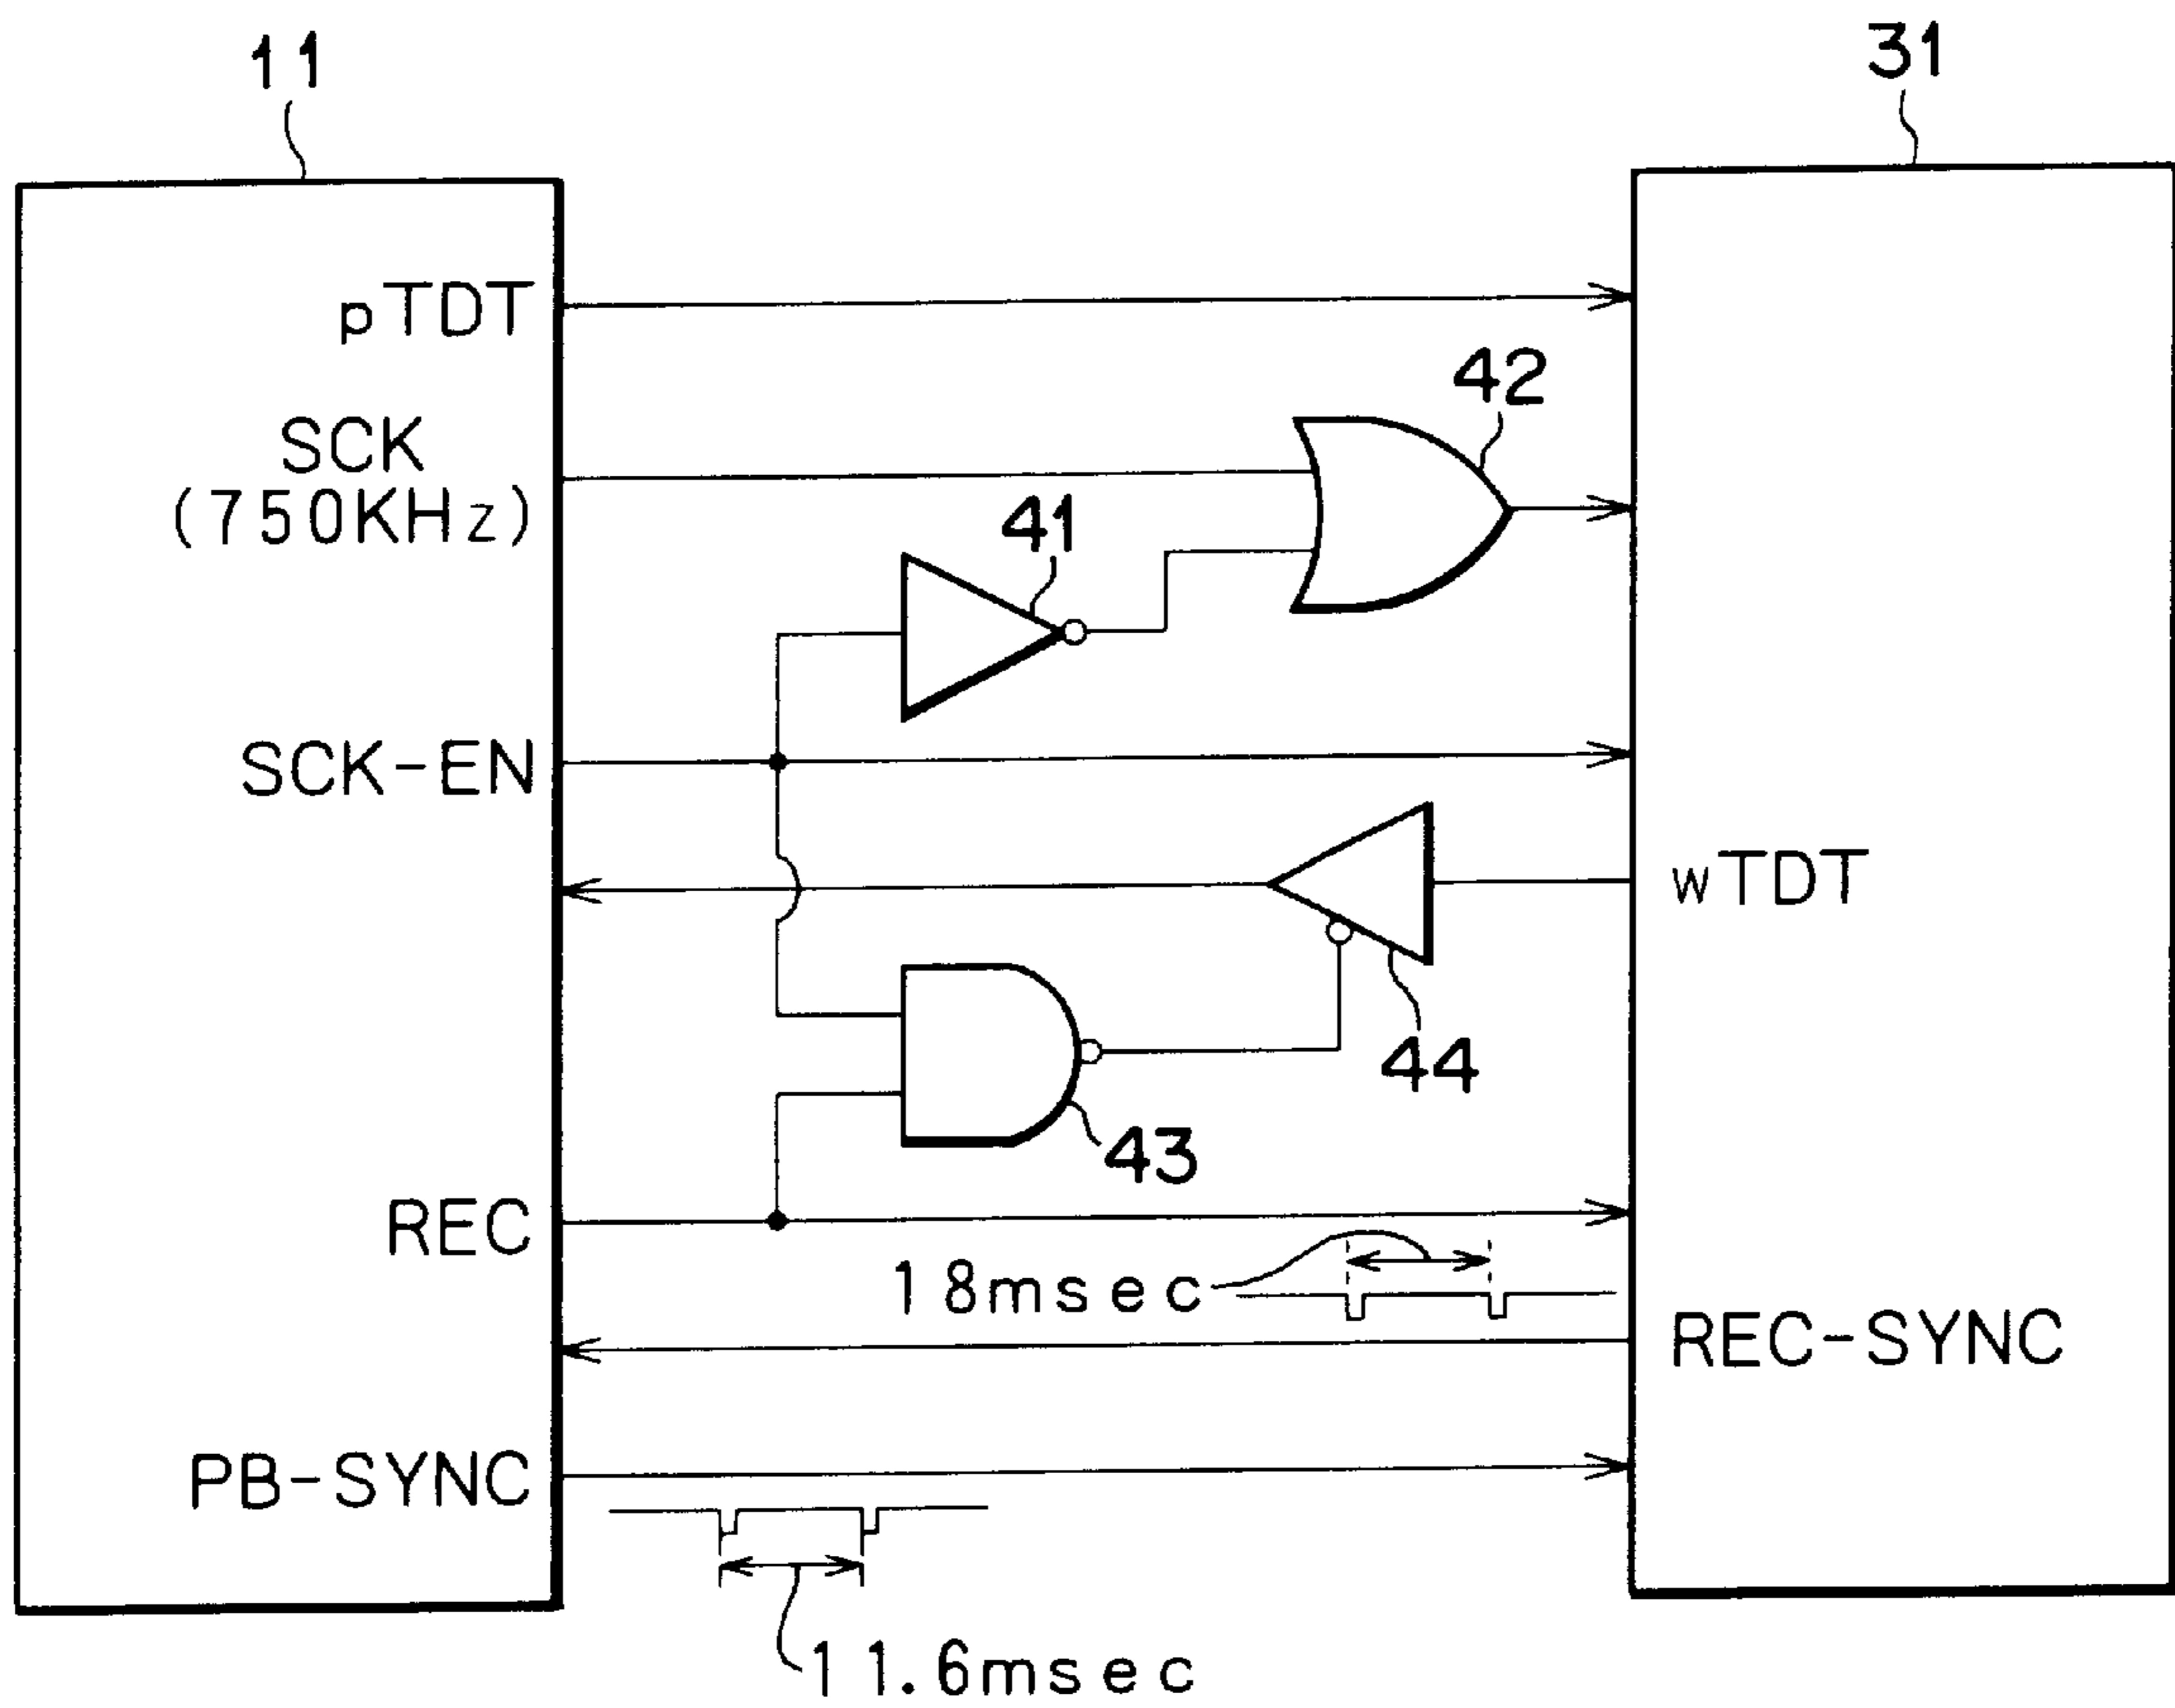 11
31
pTDT
SCK
(750KHz)
42
41
SCK-EN
wTDT
44
43
REC
18msec
REC-SYNC
PB-SYNC
11.6msec